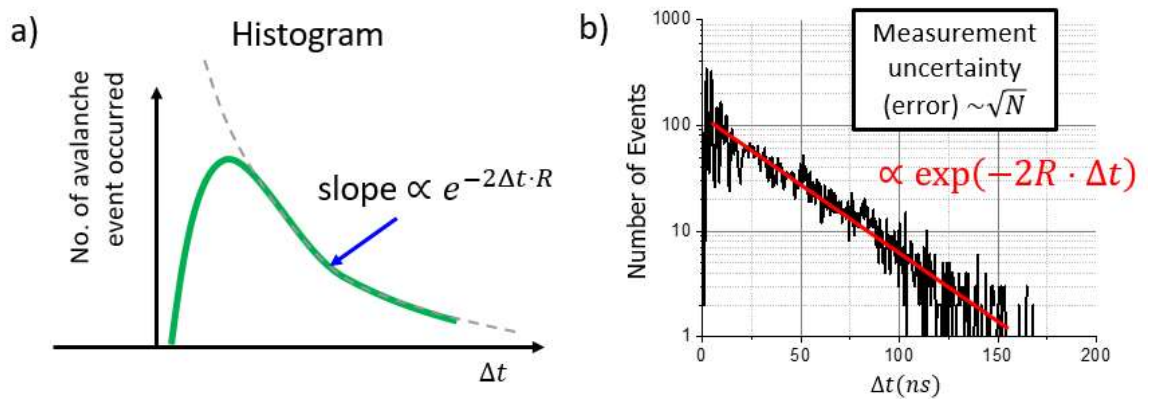 a)
Histogram
No. of avalanche
event occurred
slope ∝ e^{-2Δt·R}
Δt
b)
Number of Events
1000
100
10
1
0
50
100
150
200
Δt(ns)
Measurement
uncertainty
(error) ~√N
∝ exp(−2R · Δt)